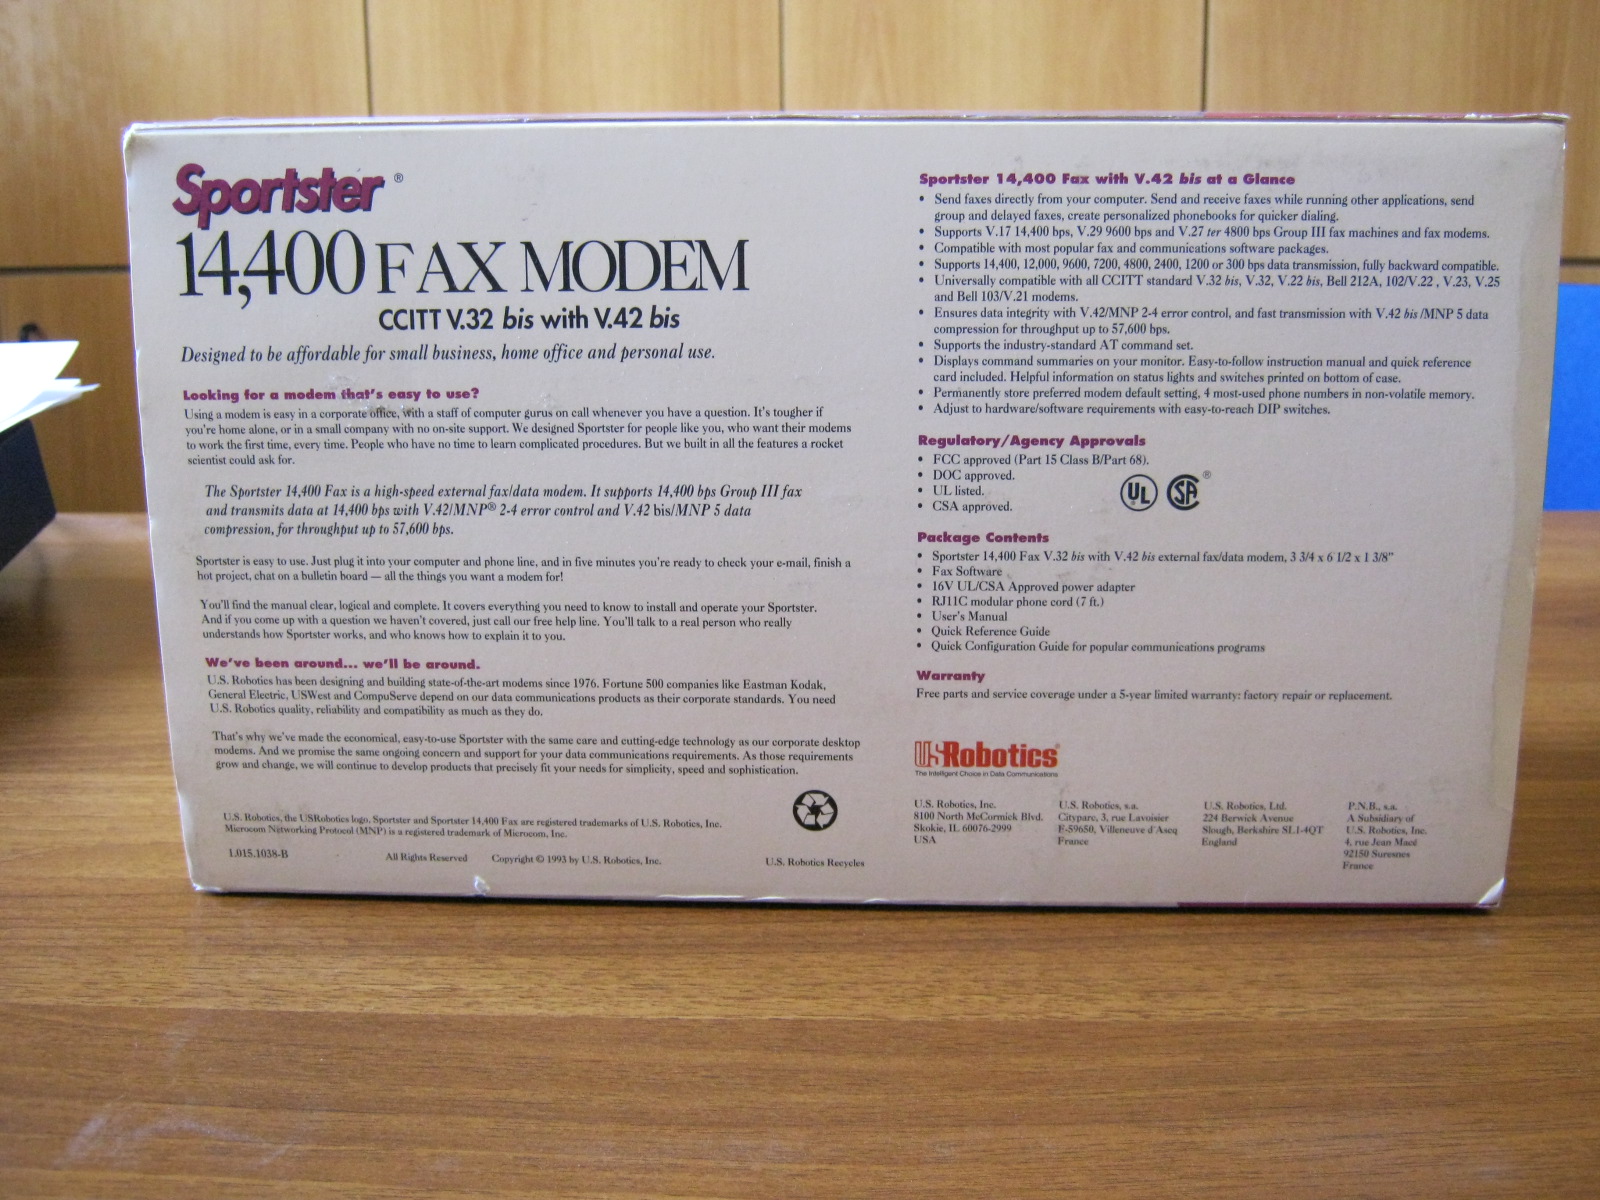 Sportster ®
14,400 FAX MODEM
CCITT V.32 bis with V.42 bis
Designed to be affordable for small business, home office and personal use.
Looking for a modem that's easy to use?
Using a modem is easy in a corporate office, with a staff of computer gurus on call whenever you have a question. It's tougher if
you're home alone, or in a small company with no on-site support. We designed Sportster for people like you, who want their modems
to work the first time, every time. People who have no time to learn complicated procedures. But we built in all the features a rocket
scientist could ask for.
The Sportster 14,400 Fax is a high-speed external fax/data modem. It supports 14,400 bps Group III fax
and transmits data at 14,400 bps with V.42/MNP® 2-4 error control and V.42 bis/MNP 5 data
compression, for throughput up to 57,600 bps.
Sportster is easy to use. Just plug it into your computer and phone line, and in five minutes you're ready to check your e-mail, finish a
hot project, chat on a bulletin board — all the things you want a modem for!
You'll find the manual clear, logical and complete. It covers everything you need to know to install and operate your Sportster.
And if you come up with a question we haven't covered, just call our free help line. You'll talk to a real person who really
understands how Sportster works, and who knows how to explain it to you.
We've been around... we'll be around.
U.S. Robotics has been designing and building state-of-the-art modems since 1976. Fortune 500 companies like Eastman Kodak,
General Electric, USWest and CompuServe depend on our data communications products as their corporate standards. You need
U.S. Robotics quality, reliability and compatibility as much as they do.
That's why we've made the economical, easy-to-use Sportster with the same care and cutting-edge technology as our corporate desktop
modems. And we promise the same ongoing concern and support for your data communications requirements. As those requirements
grow and change, we will continue to develop products that precisely fit your needs for simplicity, speed and sophistication.
U.S. Robotics, the USRobotics logo, Sportster and Sportster 14,400 Fax are registered trademarks of U.S. Robotics, Inc.
Microcom Networking Protocol (MNP) is a registered trademark of Microcom, Inc.
1.015.1038-B
All Rights Reserved
Copyright © 1993 by U.S. Robotics, Inc.
U.S. Robotics Recycles
Sportster 14,400 Fax with V.42 bis at a Glance
• Send faxes directly from your computer. Send and receive faxes while running other applications, send
group and delayed faxes, create personalized phonebooks for quicker dialing.
• Supports V.17 14,400 bps, V.29 9600 bps and V.27 ter 4800 bps Group III fax machines and fax modems.
• Compatible with most popular fax and communications software packages.
• Supports 14,400, 12,000, 9600, 7200, 4800, 2400, 1200 or 300 bps data transmission, fully backward compatible.
• Universally compatible with all CCITT standard V.32 bis, V.32, V.22 bis, Bell 212A, 102/V.22 , V.23, V.25
and Bell 103/V.21 modems.
• Ensures data integrity with V.42/MNP 2-4 error control, and fast transmission with V.42 bis /MNP 5 data
compression for throughput up to 57,600 bps.
• Supports the industry-standard AT command set.
• Displays command summaries on your monitor. Easy-to-follow instruction manual and quick reference
card included. Helpful information on status lights and switches printed on bottom of case.
• Permanently store preferred modem default setting, 4 most-used phone numbers in non-volatile memory.
• Adjust to hardware/software requirements with easy-to-reach DIP switches.
Regulatory/Agency Approvals
• FCC approved (Part 15 Class B/Part 68).
• DOC approved.
• UL listed.
• CSA approved.
UL
SA ®
Package Contents
• Sportster 14,400 Fax V.32 bis with V.42 bis external fax/data modem, 3 3/4 x 6 1/2 x 1 3/8"
• Fax Software
• 16V UL/CSA Approved power adapter
• RJ11C modular phone cord (7 ft.)
• User's Manual
• Quick Reference Guide
• Quick Configuration Guide for popular communications programs
Warranty
Free parts and service coverage under a 5-year limited warranty: factory repair or replacement.
USRobotics
The Intelligent Choice in Data Communications
U.S. Robotics, Inc.
8100 North McCormick Blvd.
Skokie, IL 60076-2999
USA
U.S. Robotics, s.a.
Cityparc, 3, rue Lavoisier
F-59650, Villeneuve d'Ascq
France
U.S. Robotics, Ltd.
224 Berwick Avenue
Slough, Berkshire SL1-4QT
England
P.N.B., s.a.
A Subsidiary of
U.S. Robotics, Inc.
4, rue Jean Macé
92150 Suresnes
France